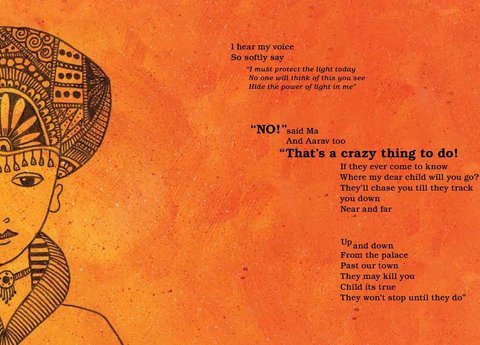 I hear my voice
So softly say
"I must protect the light today
No one will think of this you see
Hide the power of light in me"
"NO!" said Ma
And Aarav too
"That's a crazy thing to do!
If they ever come to know
Where my dear child will you go?
They'll chase you till they track
you down
Near and far
Up and down
From the palace
Past our town
They may kill you
Child its true
They won't stop until they do"